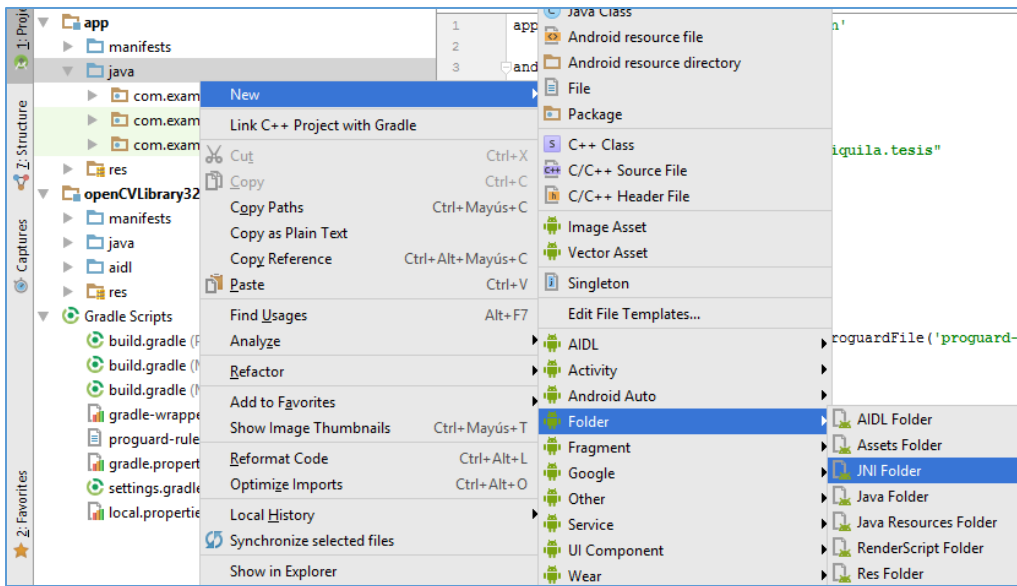 1: Proje
7: Structure
Captures
2: Favorites
app
manifests
java
com.exam
com.exam
com.exam
res
openCVLibrary32
manifests
java
aidl
res
Gradle Scripts
build.gradle (P
build.gradle (M
build.gradle (M
gradle-wrappe
proguard-rule
gradle.propert
settings.gradle
local.propertie
1 app n'
2
3 and
iquila.tesis"
roguardFile('proguard-
New
Link C++ Project with Gradle
Cut Ctrl+X
Copy Ctrl+C
Copy Paths Ctrl+Mayús+C
Copy as Plain Text
Copy Reference Ctrl+Alt+Mayús+C
Paste Ctrl+V
Find Usages Alt+F7
Analyze
Refactor
Add to Favorites
Show Image Thumbnails Ctrl+Mayús+T
Reformat Code Ctrl+Alt+L
Optimize Imports Ctrl+Alt+O
Local History
Synchronize selected files
Show in Explorer
Java Class
Android resource file
Android resource directory
File
Package
C++ Class
C/C++ Source File
C/C++ Header File
Image Asset
Vector Asset
Singleton
Edit File Templates...
AIDL
Activity
Android Auto
Folder
Fragment
Google
Other
Service
UI Component
Wear
AIDL Folder
Assets Folder
JNI Folder
Java Folder
Java Resources Folder
RenderScript Folder
Res Folder